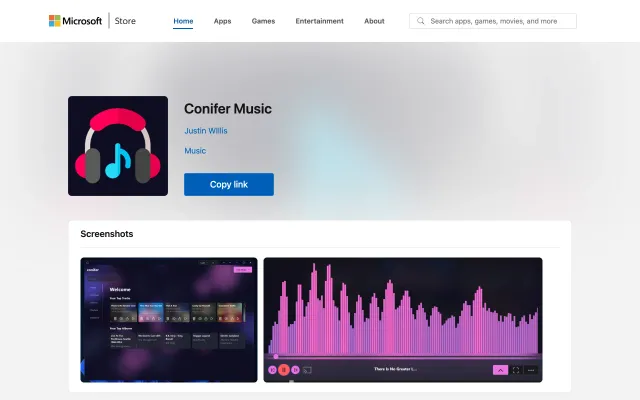 Microsoft Store
Home Apps Games Entertainment About
Search apps, games, movies, and more
Conifer Music
Justin Willis
Music
Copy link
Screenshots
conifer
Welcome
Your Top Tracks
Your Top Albums
There Is No Greater L...